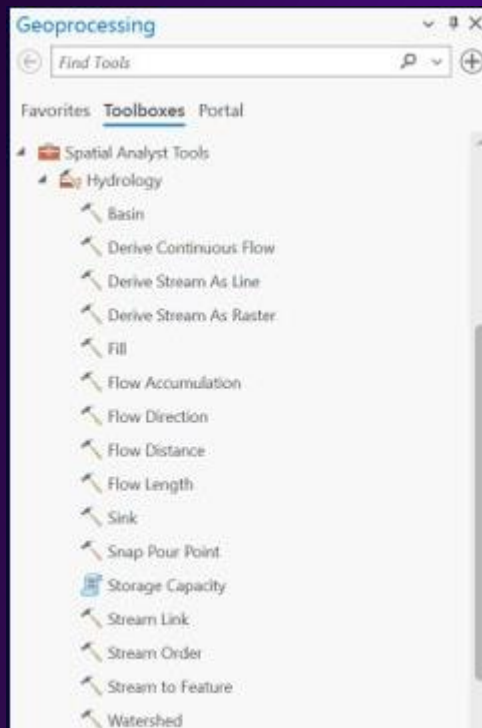 Geoprocessing
Find Tools
Favorites Toolboxes Portal
Spatial Analyst Tools
Hydrology
Basin
Derive Continuous Flow
Derive Stream As Line
Derive Stream As Raster
Fill
Flow Accumulation
Flow Direction
Flow Distance
Flow Length
Sink
Snap Pour Point
Storage Capacity
Stream Link
Stream Order
Stream to Feature
Watershed